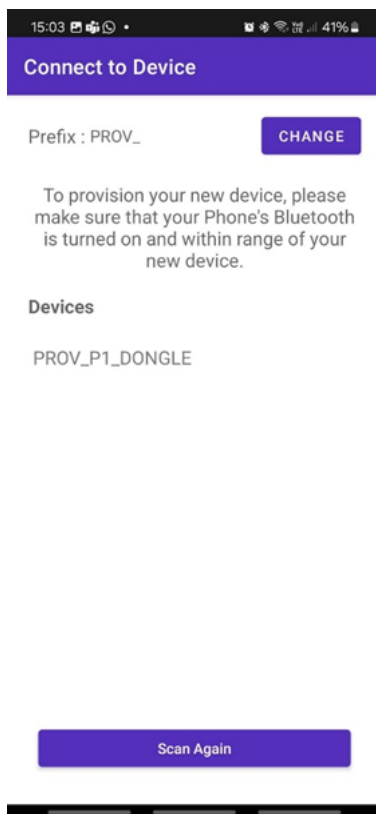 15:03 41%
Connect to Device
Prefix : PROV_ CHANGE
To provision your new device, please
make sure that your Phone's Bluetooth
is turned on and within range of your
new device.
Devices
PROV_P1_DONGLE
Scan Again